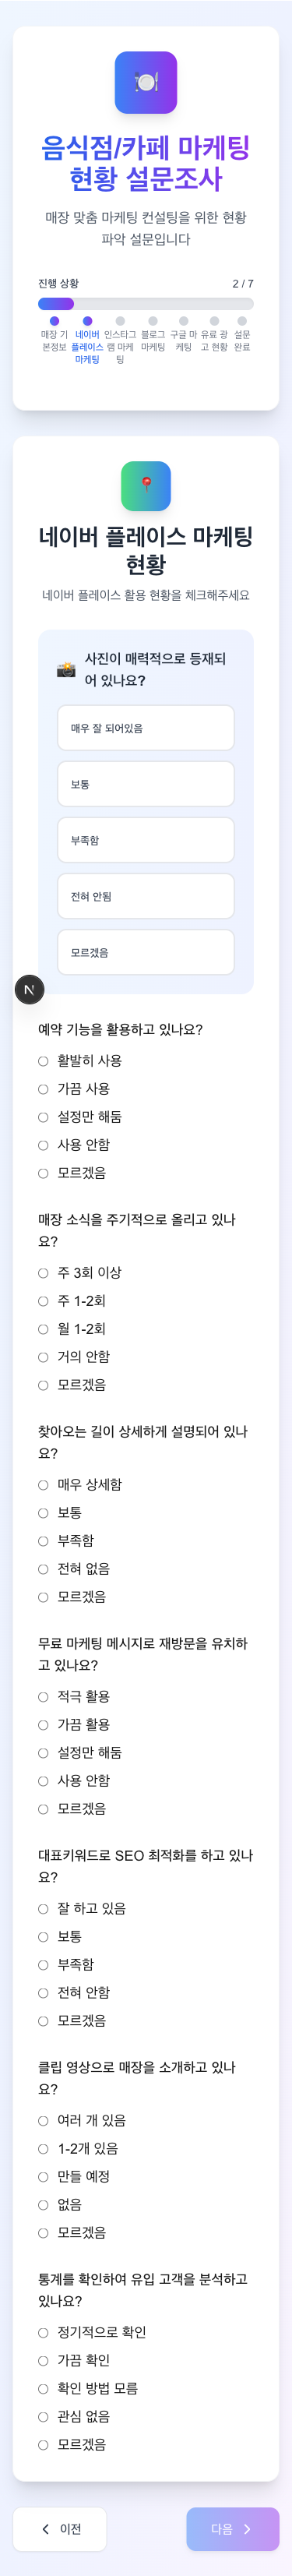 음식점/카페 마케팅
현황 설문조사
매장 맞춤 마케팅 컨설팅을 위한 현황
파악 설문입니다
진행 상황 2 / 7
매장 기
본정보
네이버
플레이스
마케팅
인스타그
램 마케
팅
블로그
마케팅
구글 마
케팅
유료 광
고 현황
설문
완료
네이버 플레이스 마케팅
현황
네이버 플레이스 활용 현황을 체크해주세요
사진이 매력적으로 등재되
어 있나요?
매우 잘 되어있음
보통
부족함
전혀 안됨
모르겠음
N
예약 기능을 활용하고 있나요?
활발히 사용
가끔 사용
설정만 해둠
사용 안함
모르겠음
매장 소식을 주기적으로 올리고 있나
요?
주 3회 이상
주 1-2회
월 1-2회
거의 안함
모르겠음
찾아오는 길이 상세하게 설명되어 있나
요?
매우 상세함
보통
부족함
전혀 없음
모르겠음
무료 마케팅 메시지로 재방문을 유치하
고 있나요?
적극 활용
가끔 활용
설정만 해둠
사용 안함
모르겠음
대표키워드로 SEO 최적화를 하고 있나
요?
잘 하고 있음
보통
부족함
전혀 안함
모르겠음
클립 영상으로 매장을 소개하고 있나
요?
여러 개 있음
1-2개 있음
만들 예정
없음
모르겠음
통계를 확인하여 유입 고객을 분석하고
있나요?
정기적으로 확인
가끔 확인
확인 방법 모름
관심 없음
모르겠음
이전 다음